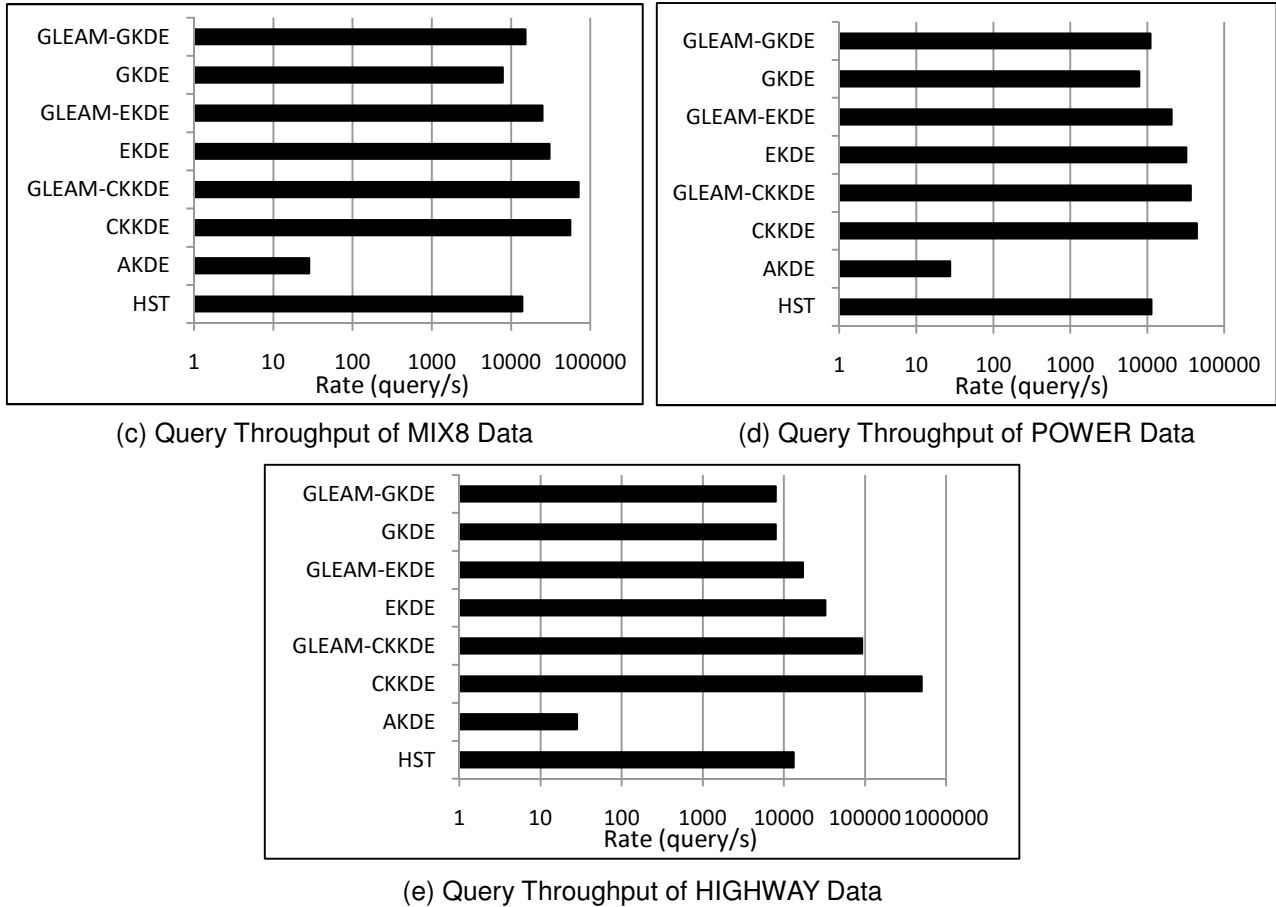 GLEAM-GKDE
GKDE
GLEAM-EKDE
EKDE
GLEAM-CKKDE
CKKDE
AKDE
HST
1 10 100 1000 10000 100000
Rate (query/s)
(c) Query Throughput of MIX8 Data
GLEAM-GKDE
GKDE
GLEAM-EKDE
EKDE
GLEAM-CKKDE
CKKDE
AKDE
HST
1 10 100 1000 10000 100000
Rate (query/s)
(d) Query Throughput of POWER Data
GLEAM-GKDE
GKDE
GLEAM-EKDE
EKDE
GLEAM-CKKDE
CKKDE
AKDE
HST
1 10 100 1000 10000 100000 1000000
Rate (query/s)
(e) Query Throughput of HIGHWAY Data